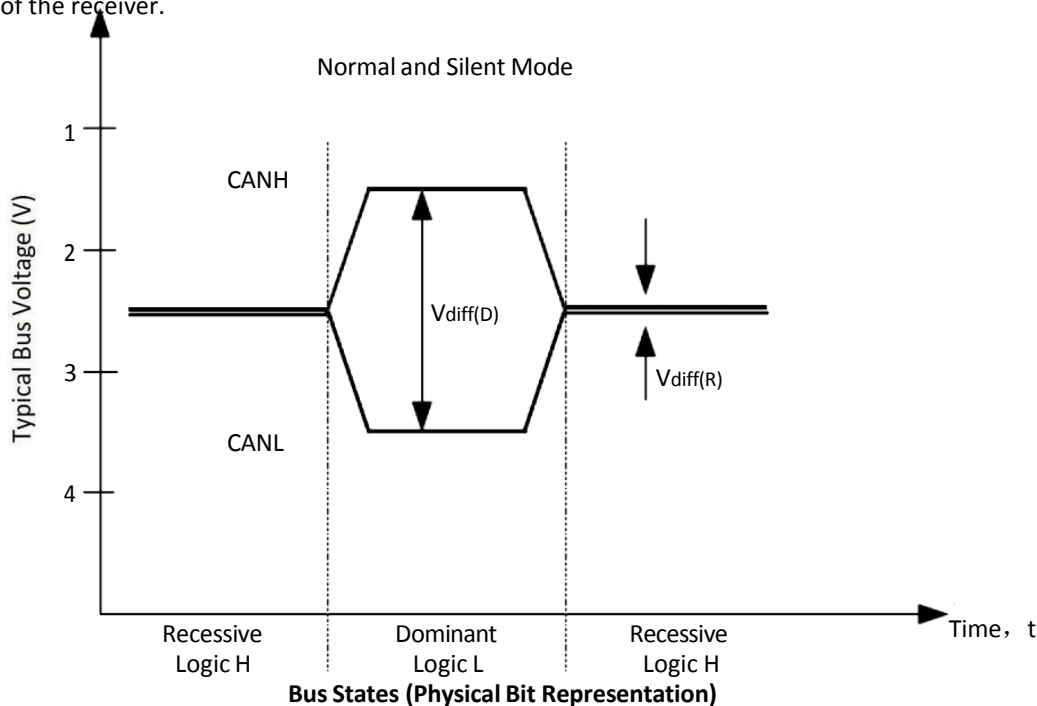 of the receiver.
Normal and Silent Mode
Typical Bus Voltage (V)
1
2
3
4
CANH
CANL
Vdiff(D)
Vdiff(R)
Time，t
Recessive
Logic H
Dominant
Logic L
Recessive
Logic H
Bus States (Physical Bit Representation)